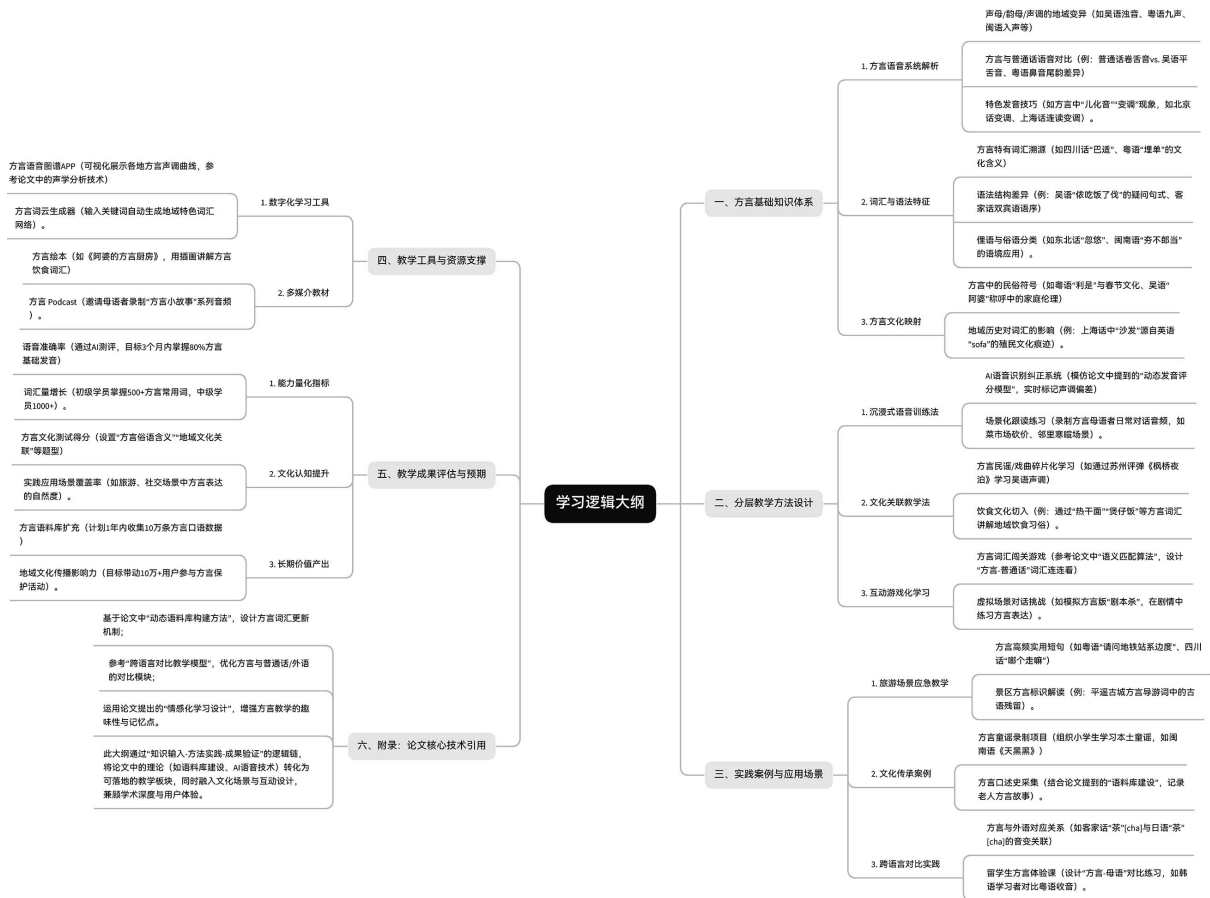 学习逻辑大纲
一、方言基础知识体系
1. 方言语音系统解析
声母/韵母/声调的地域变异（如吴语浊音、粤语九声、
闽语入声等）
方言与普通话语音对比（例：普通话卷舌音vs. 吴语平
舌音、粤语鼻音尾韵差异）
特色发音技巧（如方言中“儿化音”“变调”现象，如北京
话变调、上海话连读变调）。
2. 词汇与语法特征
方言特有词汇溯源（如四川话“巴适”、粤语“埋单”的文
化含义）
语法结构差异（例：吴语“侬吃饭了伐”的疑问句式、客
家话双宾语语序）
俚语与俗语分类（如东北话“忽悠”、闽南语“夯不郎当”
的语境应用）。
3. 方言文化映射
方言中的民俗符号（如粤语“利是”与春节文化、吴语“
阿婆”称呼中的家庭伦理）
地域历史对词汇的影响（例：上海话中“沙发”源自英语
“sofa”的殖民文化痕迹）。
二、分层教学方法设计
1. 沉浸式语音训练法
AI语音识别纠正系统（模仿论文中提到的“动态发音评
分模型”，实时标记声调偏差）
场景化跟读练习（录制方言母语者日常对话音频，如
菜市场砍价、邻里寒暄场景）。
2. 文化关联教学法
方言民谣/戏曲碎片化学习（如通过苏州评弹《枫桥夜
泊》学习吴语声调）
饮食文化切入（例：通过“热干面”“煲仔饭”等方言词汇
讲解地域饮食习俗）。
3. 互动游戏化学习
方言词汇闯关游戏（参考论文中“语义匹配算法”，设计
“方言-普通话”词汇连连看）
虚拟场景对话挑战（如模拟方言版“剧本杀”，在剧情中
练习方言表达）。
三、实践案例与应用场景
1. 旅游场景应急教学
方言高频实用短句（如粤语“请问地铁站系边度”、四川
话“哪个走嘛”）
景区方言标识解读（例：平遥古城方言导游词中的古
语残留）。
2. 文化传承案例
方言童谣录制项目（组织小学生学习本土童谣，如闽
南语《天黑黑》）
方言口述史采集（结合论文提到的“语料库建设”，记录
老人方言故事）。
3. 跨语言对比实践
方言与外语对应关系（如客家话“茶”[cha]与日语“茶”
[cha]的音变关联）
留学生方言体验课（设计“方言-母语”对比练习，如韩
语学习者对比粤语收音）。
四、教学工具与资源支撑
1. 数字化学习工具
方言语音图谱APP（可视化展示各地方言声调曲线，参
考论文中的声学分析技术）
方言词云生成器（输入关键词自动生成地域特色词汇
网络）。
2. 多媒介教材
方言绘本（如《阿婆的方言厨房》，用插画讲解方言
饮食词汇）
方言 Podcast（邀请母语者录制“方言小故事”系列音频
）。
五、教学成果评估与预期
1. 能力量化指标
语音准确率（通过AI测评，目标3个月内掌握80%方言
基础发音）
词汇量增长（初级学员掌握500+方言常用词，中级学
员1000+）。
2. 文化认知提升
方言文化测试得分（设置“方言俗语含义”“地域文化关
联”等题型）
实践应用场景覆盖率（如旅游、社交场景中方言表达
的自然度）。
3. 长期价值产出
方言语料库扩充（计划1年内收集10万条方言口语数据
）
地域文化传播影响力（目标带动10万+用户参与方言保
护活动）。
六、附录：论文核心技术引用
基于论文中“动态语料库构建方法”，设计方言词汇更新
机制；
参考“跨语言对比教学模型”，优化方言与普通话/外语
的对比模块；
运用论文提出的“情感化学习设计”，增强方言教学的趣
味性与记忆点。
此大纲通过“知识输入-方法实践-成果验证”的逻辑链，
将论文中的理论（如语料库建设、AI语音技术）转化为
可落地的教学板块，同时融入文化场景与互动设计，
兼顾学术深度与用户体验。